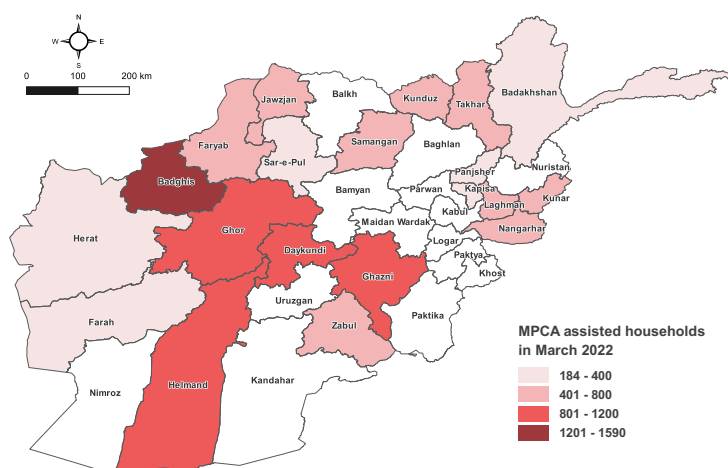 N
W E
S
0 100 200 km
Badakhshan
Balkh
Jawzjan
Kunduz
Takhar
Faryab
Samangan
Baghlan
Sar-e-Pul
Nuristan
Panjsher
Badghis
Kapisa
Bamyan
Parwan
Kunar
Laghman
Kabul
Maidan Wardak
Nangarhar
Ghor
Herat
Logar
Daykundi
Paktya
Ghazni
Khost
Uruzgan
Paktika
Farah
Zabul
Kandahar
Helmand
Nimroz
MPCA assisted households
in March 2022
184 - 400
401 - 800
801 - 1200
1201 - 1590